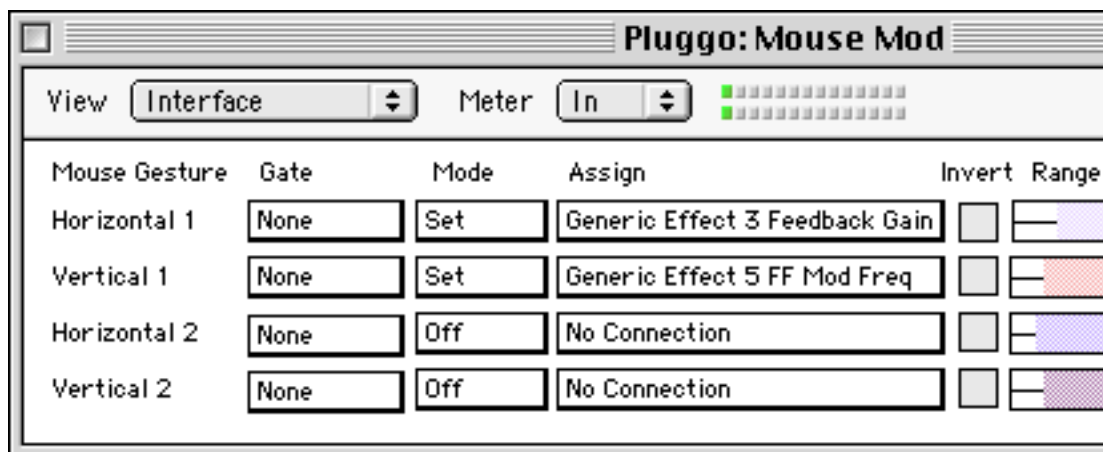 Pluggo: Mouse Mod
View Interface Meter In
Mouse Gesture Gate Mode Assign Invert Range
Horizontal 1 None Set Generic Effect 3 Feedback Gain
Vertical 1 None Set Generic Effect 5 FF Mod Freq
Horizontal 2 None Off No Connection
Vertical 2 None Off No Connection